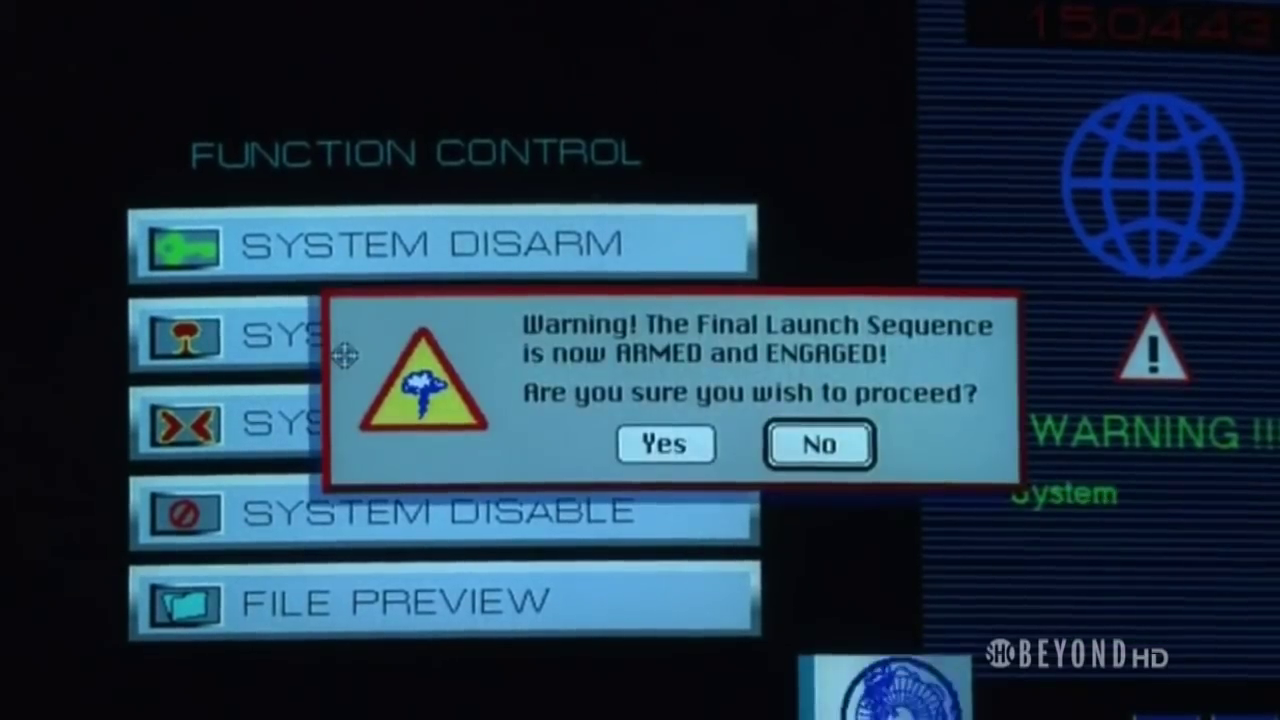 15:04:43
FUNCTION CONTROL
SYSTEM DISARM
SYS
SYS
SYSTEM DISABLE
FILE PREVIEW
Warning! The Final Launch Sequence
is now ARMED and ENGAGED!
Are you sure you wish to proceed?
Yes
No
!
WARNING !!!
System
SHO BEYOND HD